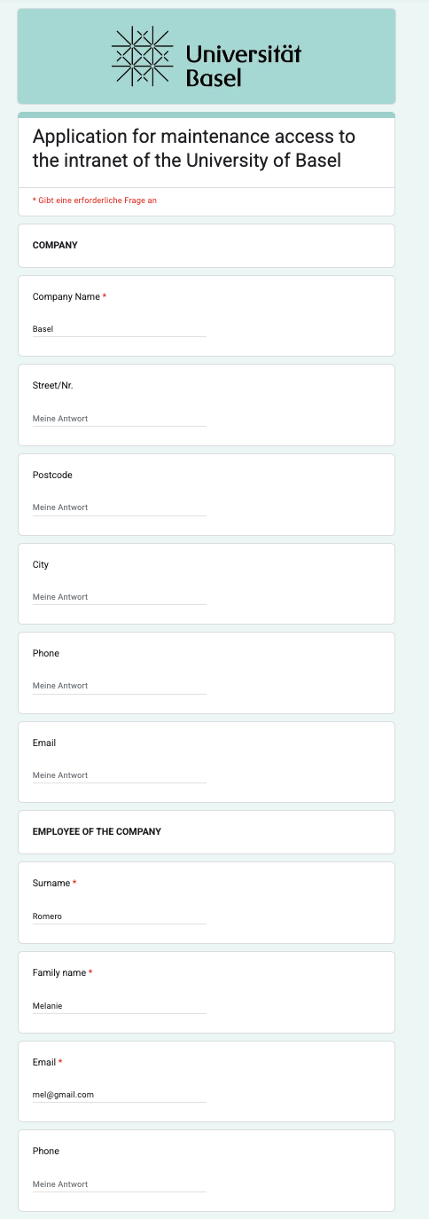 Universität
Basel
Application for maintenance access to
the intranet of the University of Basel
* Gibt eine erforderliche Frage an
COMPANY
Company Name *
Basel
Street/Nr.
Meine Antwort
Postcode
Meine Antwort
City
Meine Antwort
Phone
Meine Antwort
Email
Meine Antwort
EMPLOYEE OF THE COMPANY
Surname *
Romero
Family name *
Melanie
Email *
mel@gmail.com
Phone
Meine Antwort